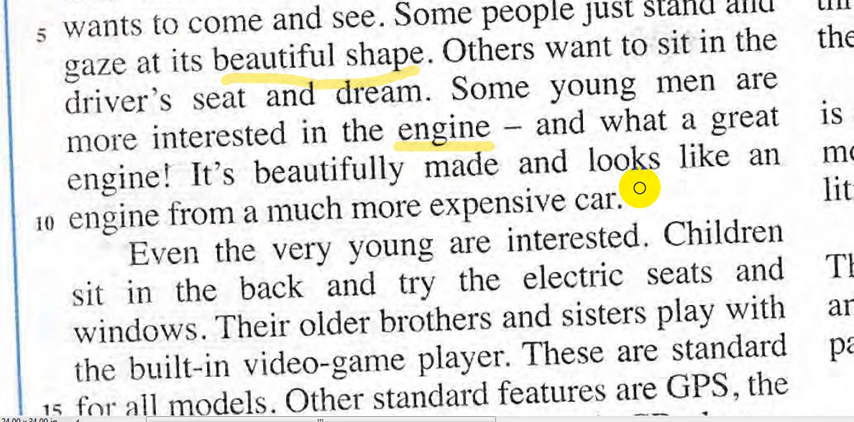 5 wants to come and see. Some people just stand and
gaze at its beautiful shape. Others want to sit in the
driver's seat and dream. Some young men are
more interested in the engine – and what a great
engine! It's beautifully made and looks like an
10 engine from a much more expensive car.
Even the very young are interested. Children
sit in the back and try the electric seats and
windows. Their older brothers and sisters play with
the built-in video-game player. These are standard
15 for all models. Other standard features are GPS, the
the
is
lit